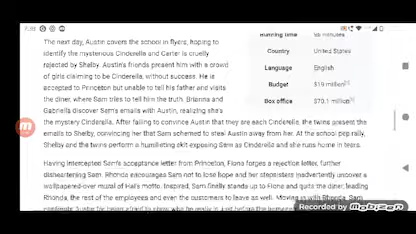 Running time 95 minutes
The next day, Austin covers the school in flyers, hoping to
identify the mysterious Cinderella and Carter is cruelly
Country United States
rejected by Shelby. Austin's friends present him with a crowd
of girls claiming to be Cinderella, without success. He is
Language English
accepted to Princeton but unable to tell his father and visits
Budget $19 million
the diner, where Sam tries to tell him the truth. Brianna and
Box office $70.1 million
Gabriella discover Sam's emails with Austin, realizing she's
the mystery Cinderella. After failing to convince Austin that they are each Cinderella, the twins present the
emails to Shelby, convincing her that Sam schemed to steal Austin away from her. At the school pep rally,
Shelby and the twins perform a humiliating skit exposing Sam as Cinderella and she runs home in tears.
Having intercepted Sam's acceptance letter from Princeton, Fiona forges a rejection letter, further
disheartening Sam. Rhonda encourages Sam not to lose hope and her stepsisters inadvertently uncover a
wallpapered-over mural of Hal's motto. Inspired, Sam finally stands up to Fiona and quits the diner, leading
Rhonda, the rest of the employees and even the customers to leave as well. Moving in with Rhonda, Sam
Recorded by Mobizen